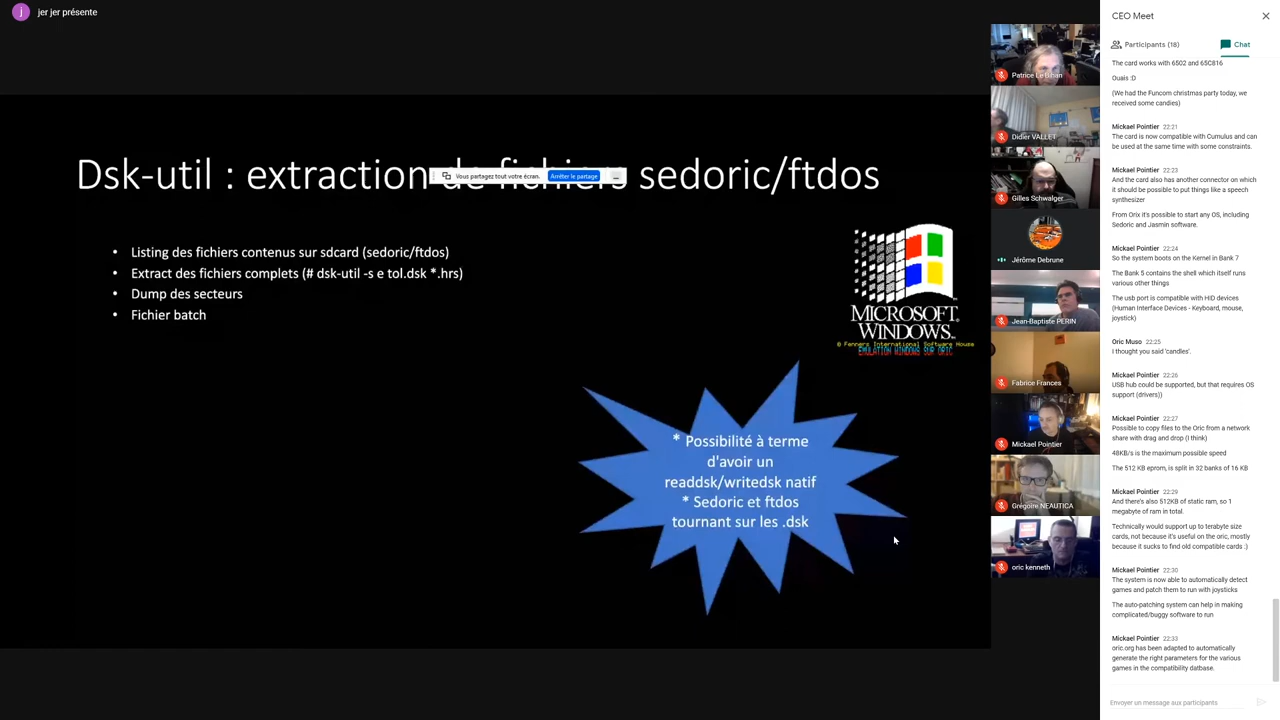 j jer jer présente
Dsk-util : extraction de fichiers sedoric/ftdos
Vous partagez tout votre écran. Arrêter le partage
• Listing des fichiers contenus sur sdcard (sedoric/ftdos)
• Extract des fichiers complets (# dsk-util -s e tol.dsk *.hrs)
• Dump des secteurs
• Fichier batch
MICROSOFT
WINDOWS.
© Fenners International Software House
EMULATION WINDOWS SUR ORIC
* Possibilité à terme
d'avoir un
readdsk/writedsk natif
* Sedoric et ftdos
tournant sur les .dsk
Patrice Le Bihan
Didier VALLET
Gilles Schwalger
Jérôme Debrune
Jean-Baptiste PERIN
Fabrice Frances
Mickael Pointier
Grégoire NEAUTICA
oric kenneth
CEO Meet
Participants (18)
Chat
The card works with 6502 and 65C816
Ouais :D
(We had the Funcom christmas party today, we
received some candies)
Mickael Pointier 22:21
The card is now compatible with Cumulus and can
be used at the same time with some constraints.
Mickael Pointier 22:23
And the card also has another connector on which
it should be possible to put things like a speech
synthesizer
From Orix it's possible to start any OS, including
Sedoric and Jasmin software.
Mickael Pointier 22:24
So the system boots on the Kernel in Bank 7
The Bank 5 contains the shell which itself runs
various other things
The usb port is compatible with HID devices
(Human Interface Devices - Keyboard, mouse,
joystick)
Oric Muso 22:25
I thought you said 'candles'.
Mickael Pointier 22:26
USB hub could be supported, but that requires OS
support (drivers))
Mickael Pointier 22:27
Possible to copy files to the Oric from a network
share with drag and drop (I think)
48KB/s is the maximum possible speed
The 512 KB eprom, is split in 32 banks of 16 KB
Mickael Pointier 22:29
And there's also 512KB of static ram, so 1
megabyte of ram in total.
Technically would support up to terabyte size
cards, not because it's useful on the oric, mostly
because it sucks to find old compatible cards :)
Mickael Pointier 22:30
The system is now able to automatically detect
games and patch them to run with joysticks
The auto-patching system can help in making
complicated/buggy software to run
Mickael Pointier 22:33
oric.org has been adapted to automatically
generate the right parameters for the various
games in the compatibility datbase.
Envoyer un message aux participants